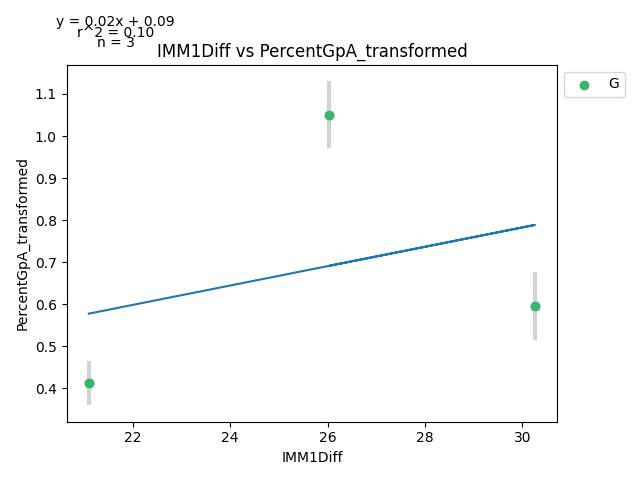 y = 0.02x + 0.09
r^2 = 0.10
n = 3
IMM1Diff vs PercentGpA_transformed
G
PercentGpA_transformed
1.1
1.0
0.9
0.8
0.7
0.6
0.5
0.4
22 24 26 28 30
IMM1Diff